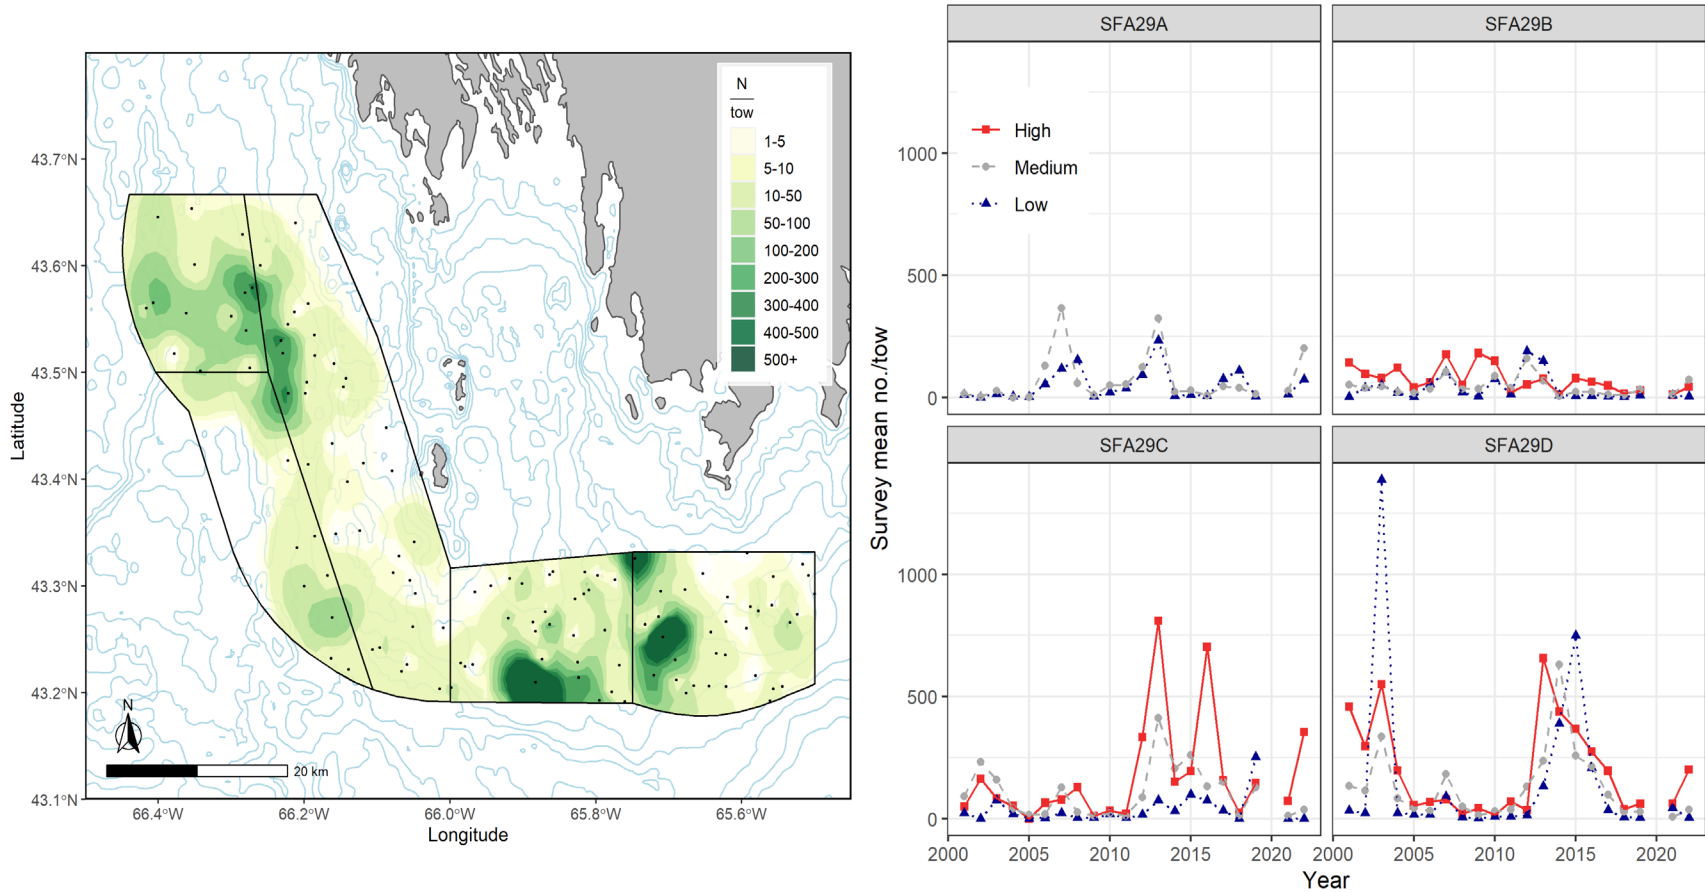 43.7°N
43.6°N
43.5°N
43.4°N
43.3°N
43.2°N
43.1°N
Latitude
66.4°W
66.2°W
66.0°W
65.8°W
65.6°W
Longitude
N
20 km
N
tow
1-5
5-10
10-50
50-100
100-200
200-300
300-400
400-500
500+
SFA29A
SFA29B
High
Medium
Low
1000
500
0
SFA29C
SFA29D
1000
500
0
Survey mean no./tow
2000
2005
2010
2015
2020
2000
2005
2010
2015
2020
Year